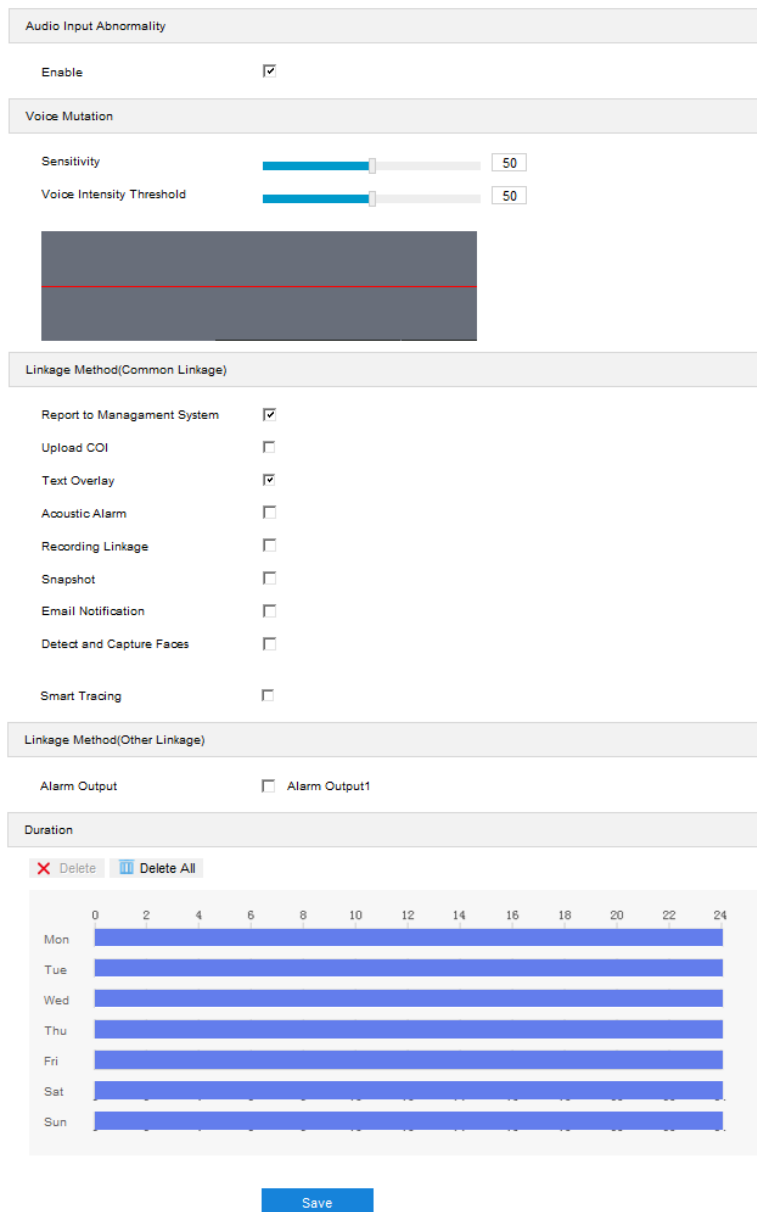 Audio Input Abnormality
Enable
Voice Mutation
Sensitivity 50
Voice Intensity Threshold 50
Linkage Method(Common Linkage)
Report to Managament System
Upload COI
Text Overlay
Acoustic Alarm
Recording Linkage
Snapshot
Email Notification
Detect and Capture Faces
Smart Tracing
Linkage Method(Other Linkage)
Alarm Output Alarm Output1
Duration
Delete Delete All
0 2 4 6 8 10 12 14 16 18 20 22 24
Mon
Tue
Wed
Thu
Fri
Sat
Sun
Save